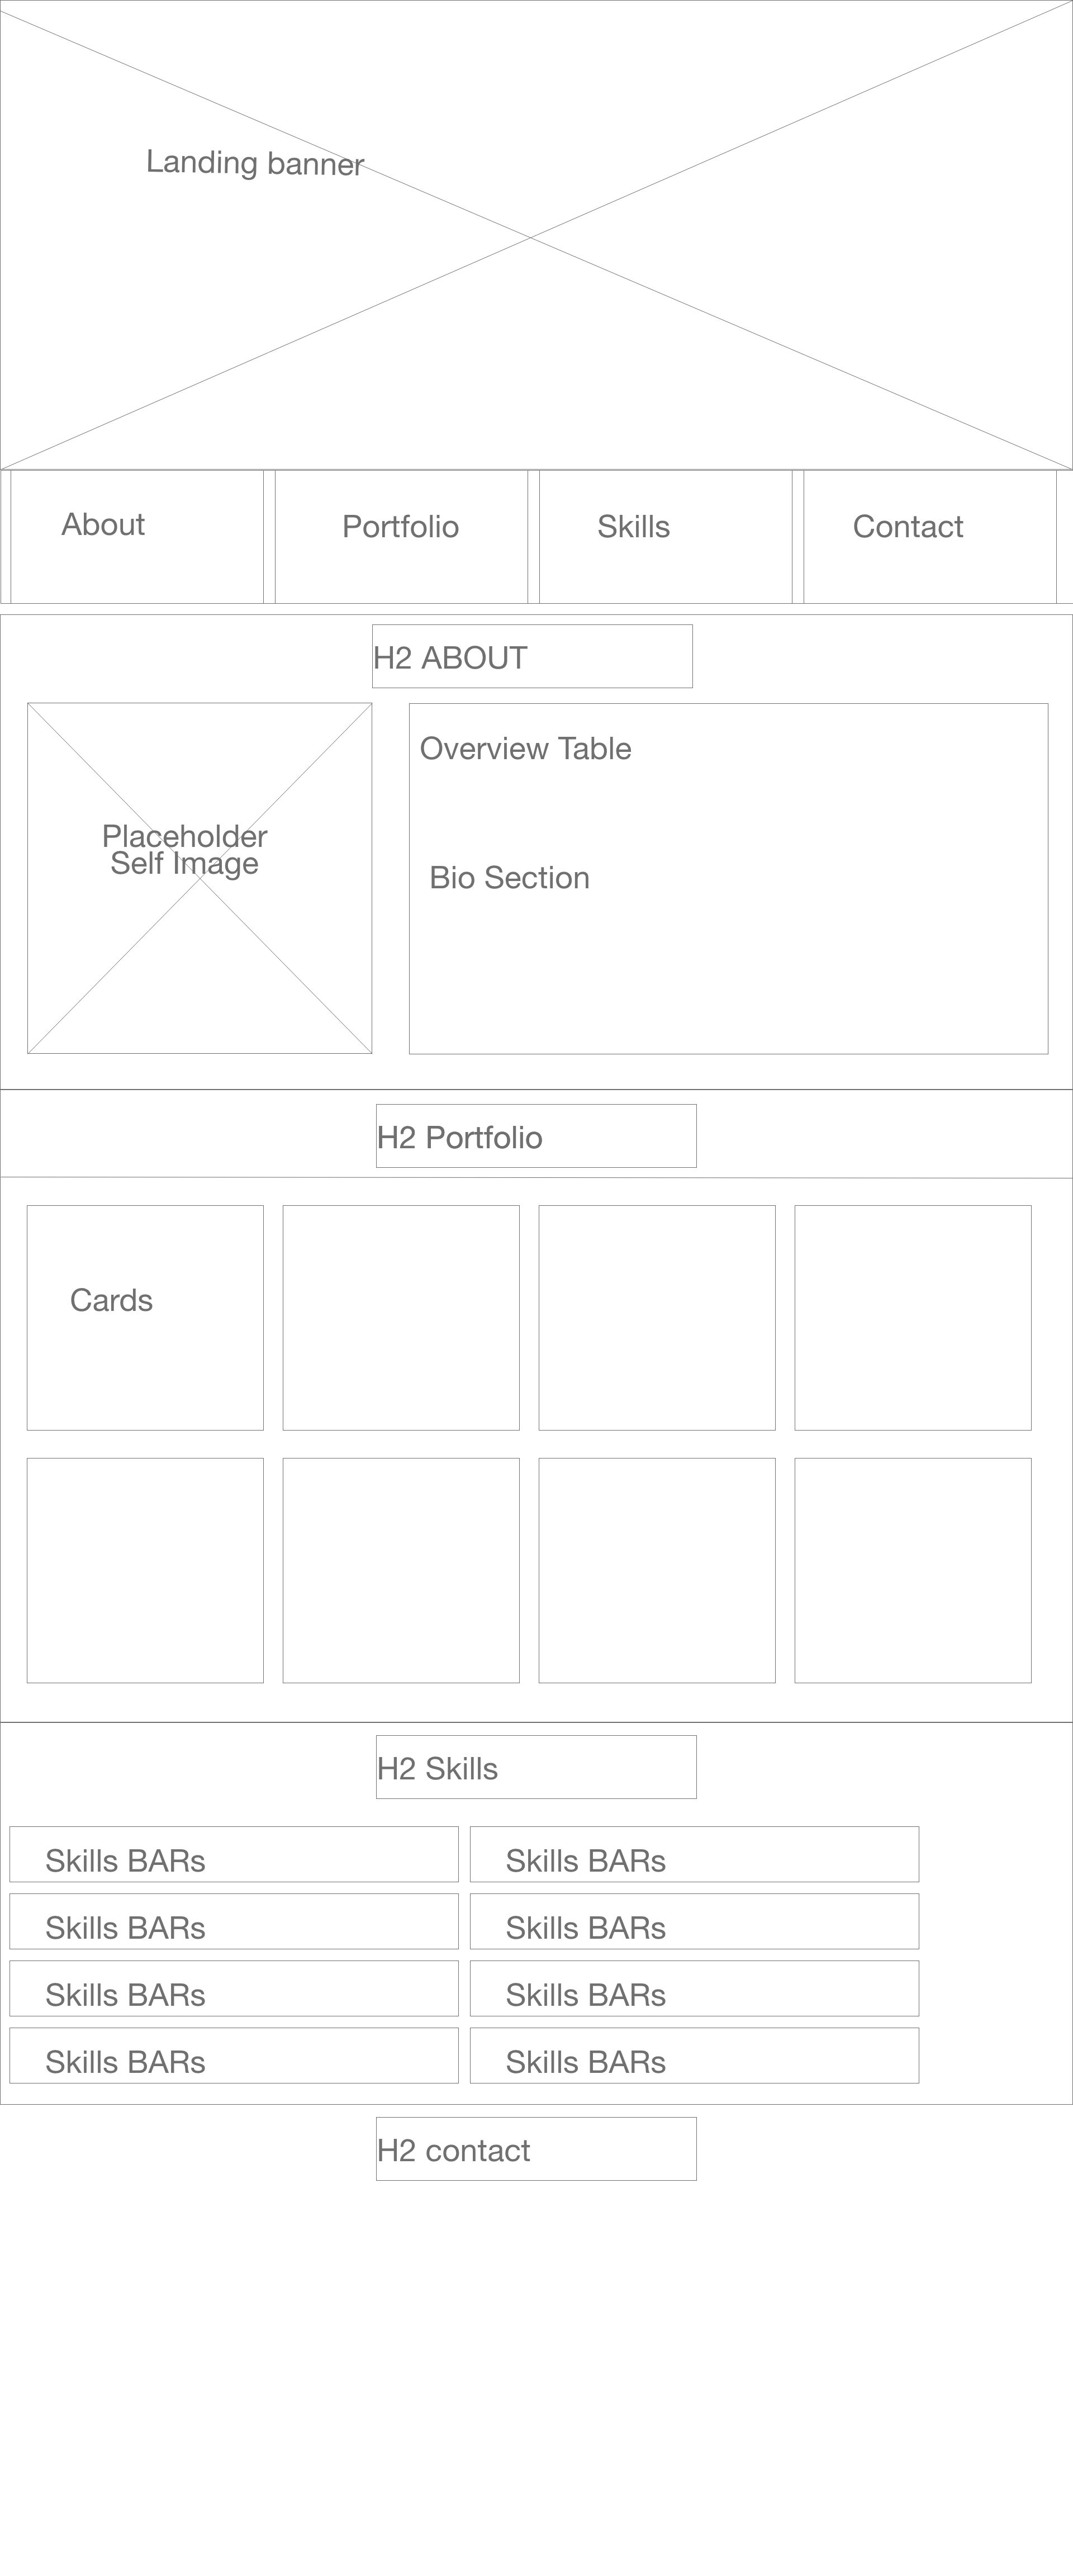 Landing banner
About
Portfolio
Skills
Contact
H2 ABOUT
Overview Table
Placeholder
Self Image
Bio Section
H2 Portfolio
Cards
H2 Skills
Skills BARs
Skills BARs
Skills BARs
Skills BARs
Skills BARs
Skills BARs
Skills BARs
Skills BARs
H2 contact